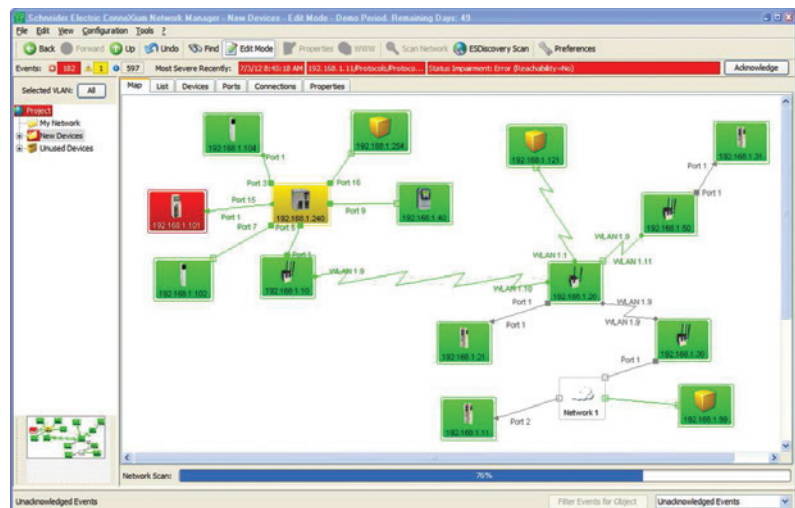 Schneider Electric ConneXium Network Manager - New Devices - Edit Mode - Demo Period. Remaining Days: 49
File Edit View Configuration Tools ?
Back Forward Up Undo Find Edit Mode Properties WWW Scan Network ESDiscovery Scan Preferences
Events: 182 1 597 Most Severe Recently: 7/3/12 8:45:18 AM 192.168.1.11/Protocols/Protoco... Status Impairment: Error (Reachability=No) Acknowledge
Selected VLAN: All
Map List Devices Ports Connections Properties
Project
My Network
New Devices
Unused Devices
192.168.1.104
192.168.1.254
192.168.1.121
192.168.1.31
Port 1
Port 1
Port 1
Port 3
Port 16
Port 15
192.168.1.101
Port 1
192.168.1.240
Port 9
192.168.1.40
192.168.1.50
Port 7
Port 5
WLAN 1.9
WLAN 1.11
WLAN 1.1
Port 5
192.168.1.102
192.168.1.10
WLAN 1.9
WLAN 1.10
192.168.1.20
Port 1
WLAN 1.9
Port 1
WLAN 1.9
192.168.1.21
192.168.1.30
Port 1
Network 1
192.168.1.11
Port 2
192.168.1.99
Network Scan: 76%
Unacknowledged Events Filter Events for Object Unacknowledged Events